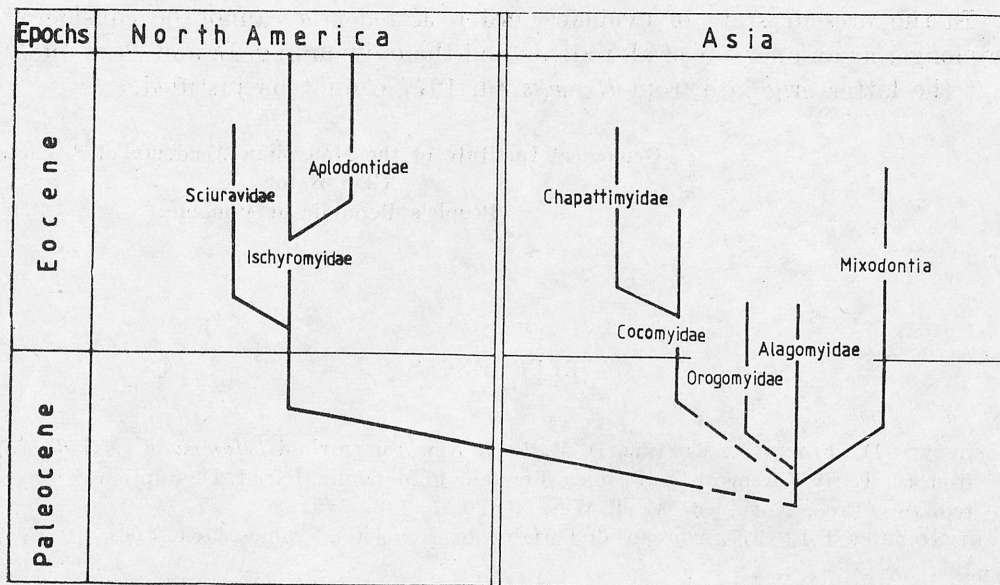 Epochs North America Asia
Eocene
Aplodontidae
Sciuravidae
Chapattimyidae
Ischyromyidae
Mixodontia
Cocomyidae
Alagomyidae
Orogomyidae
Paleocene